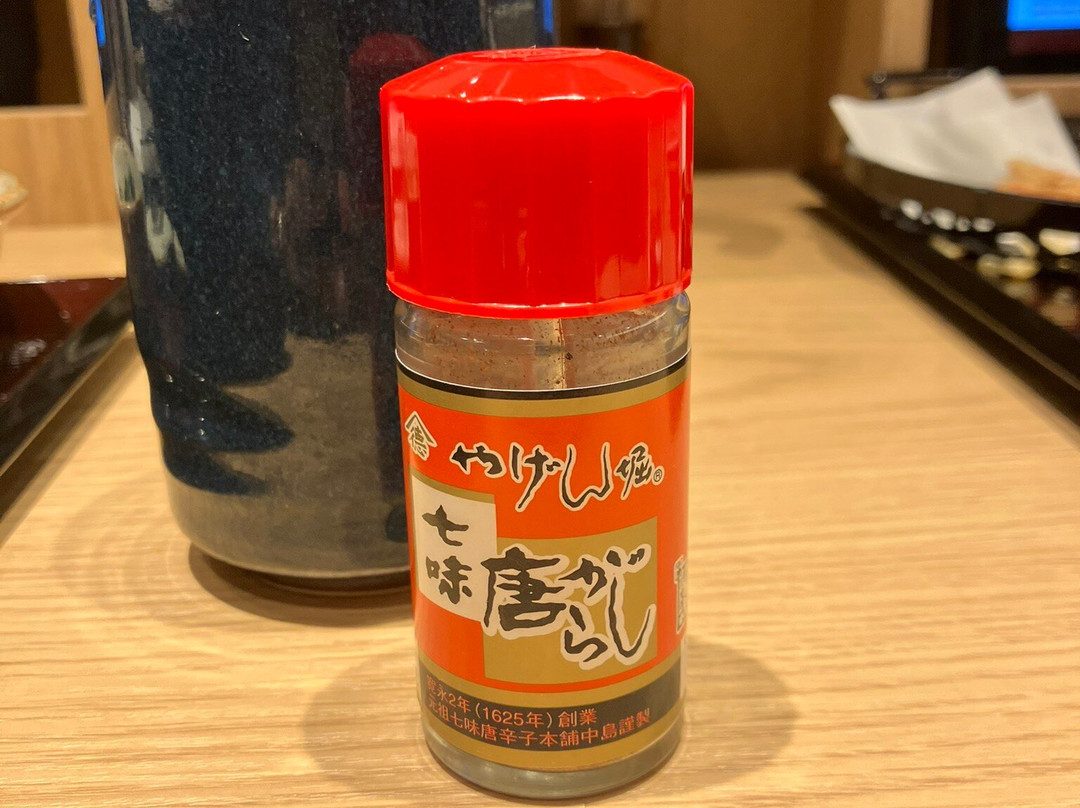 徳
やげん堀®
七味
唐がらし
寛永2年(1625年)創業
元祖七味唐辛子本舗中島謹製